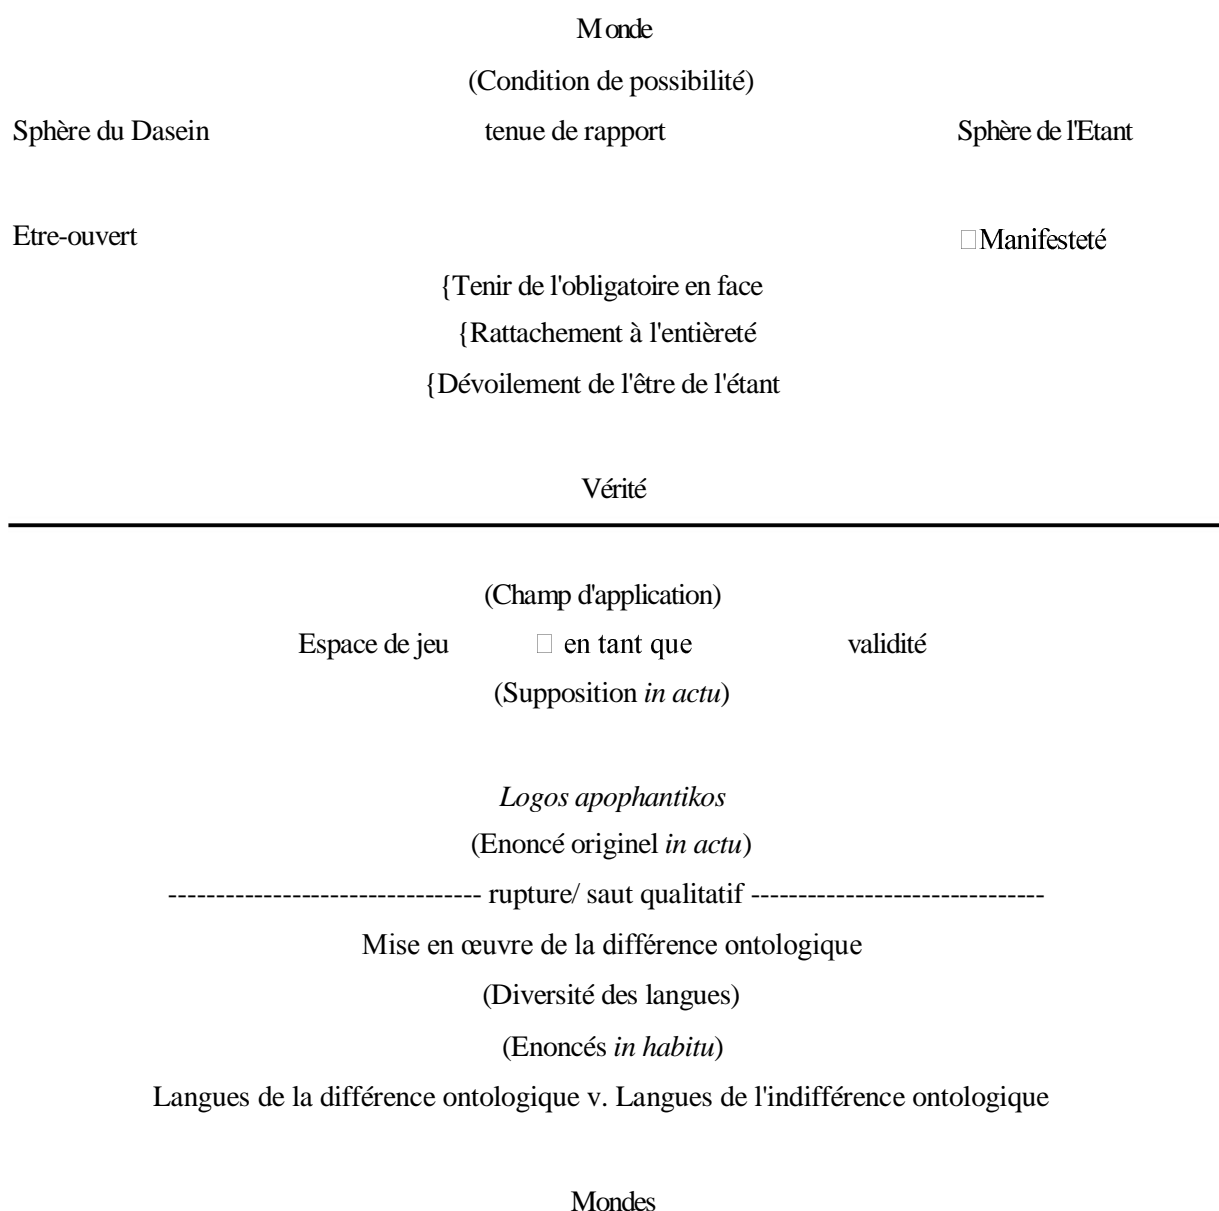 Monde
(Condition de possibilité)
Sphère du Dasein tenue de rapport Sphère de l'Etant
Etre-ouvert □Manifesteté
{Tenir de l'obligatoire en face
{Rattachement à l'entièreté
{Dévoilement de l'être de l'étant
Vérité
(Champ d'application)
Espace de jeu □ en tant que validité
(Supposition in actu)
Logos apophantikos
(Enoncé originel in actu)
--------------------------------- rupture/ saut qualitatif -------------------------------
Mise en œuvre de la différence ontologique
(Diversité des langues)
(Enoncés in habitu)
Langues de la différence ontologique v. Langues de l'indifférence ontologique
Mondes